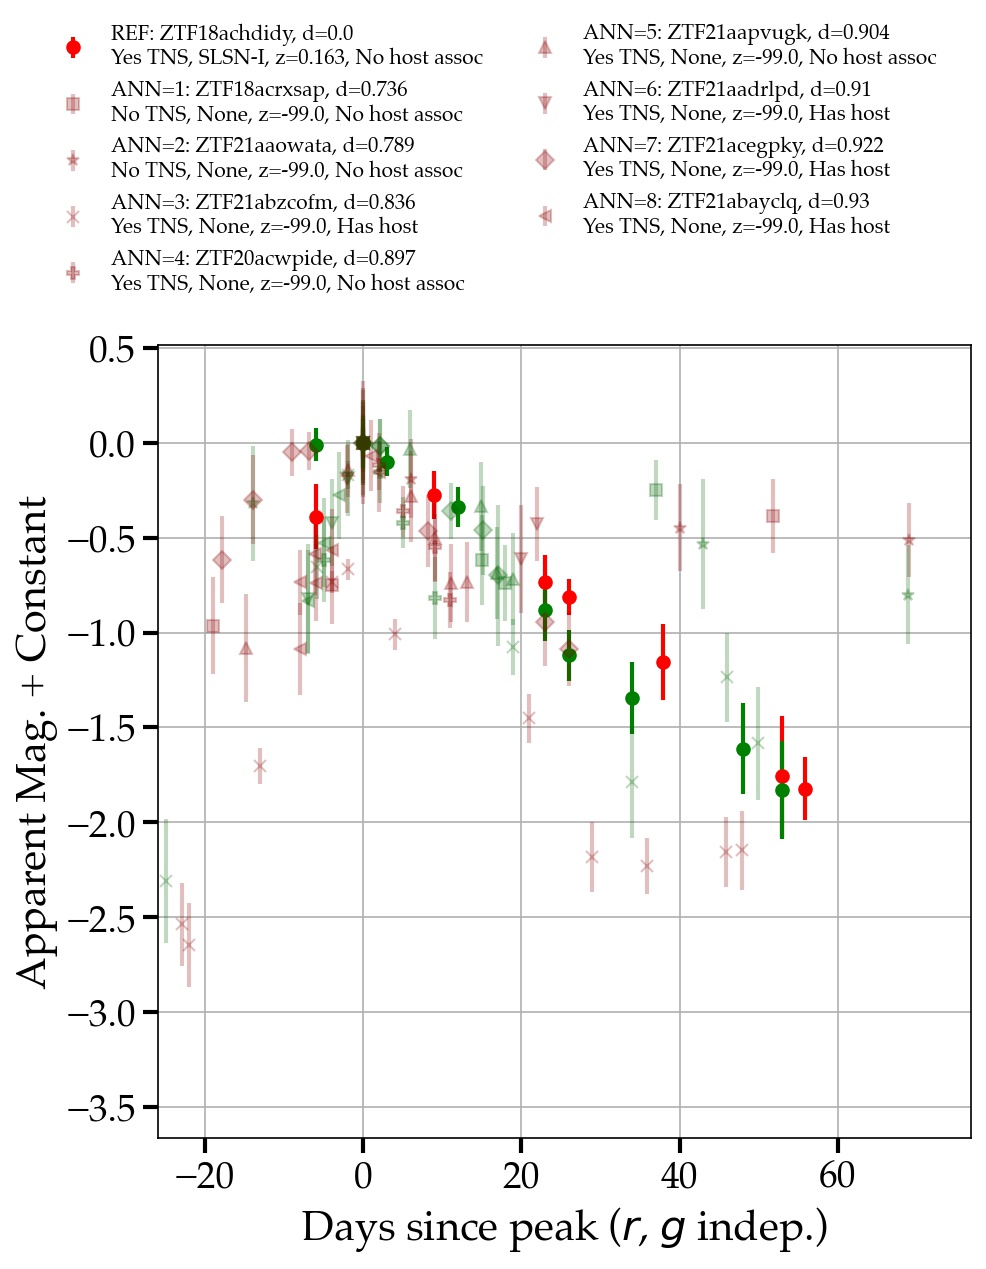 REF: ZTF18achdidy, d=0.0
Yes TNS, SLSN-I, z=0.163, No host assoc
ANN=1: ZTF18acrxsap, d=0.736
No TNS, None, z=-99.0, No host assoc
ANN=2: ZTF21aaowata, d=0.789
No TNS, None, z=-99.0, No host assoc
ANN=3: ZTF21abzcofm, d=0.836
Yes TNS, None, z=-99.0, Has host
ANN=4: ZTF20acwpide, d=0.897
Yes TNS, None, z=-99.0, No host assoc
ANN=5: ZTF21aapvugk, d=0.904
Yes TNS, None, z=-99.0, No host assoc
ANN=6: ZTF21aadrlpd, d=0.91
Yes TNS, None, z=-99.0, Has host
ANN=7: ZTF21acegpky, d=0.922
Yes TNS, None, z=-99.0, Has host
ANN=8: ZTF21abayclq, d=0.93
Yes TNS, None, z=-99.0, Has host
Apparent Mag. + Constant
0.5
0.0
−0.5
−1.0
−1.5
−2.0
−2.5
−3.0
−3.5
−20 0 20 40 60
Days since peak (r, g indep.)